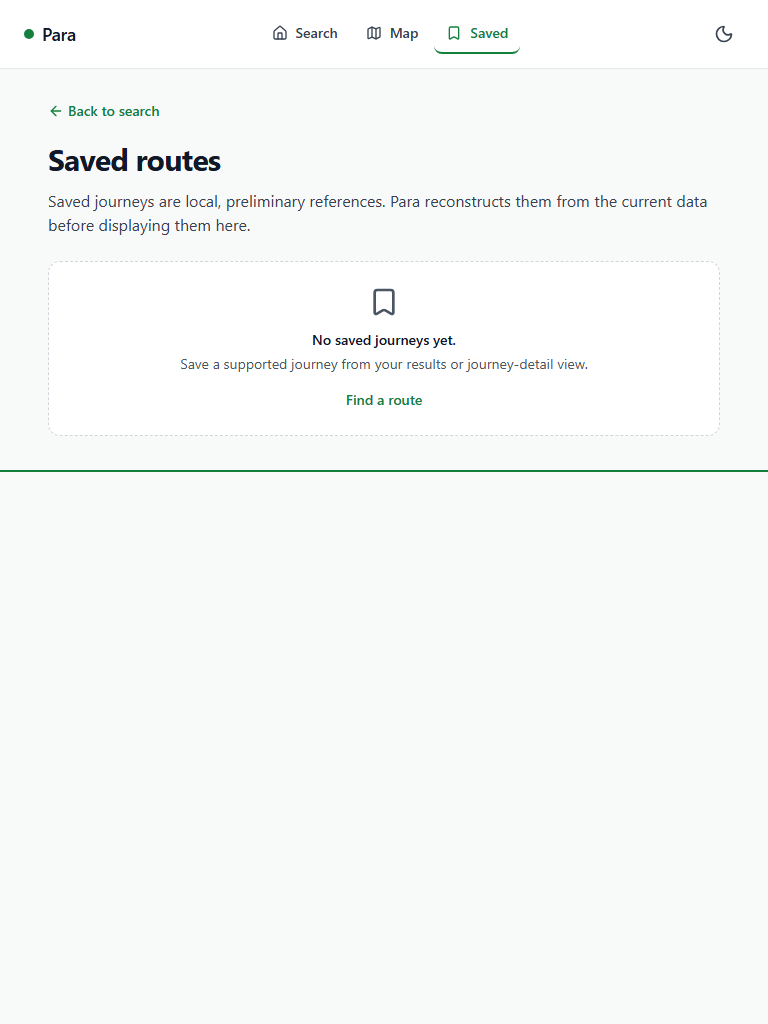 Para
Search
Map
Saved
Back to search
Saved routes
Saved journeys are local, preliminary references. Para reconstructs them from the current data
before displaying them here.
No saved journeys yet.
Save a supported journey from your results or journey-detail view.
Find a route